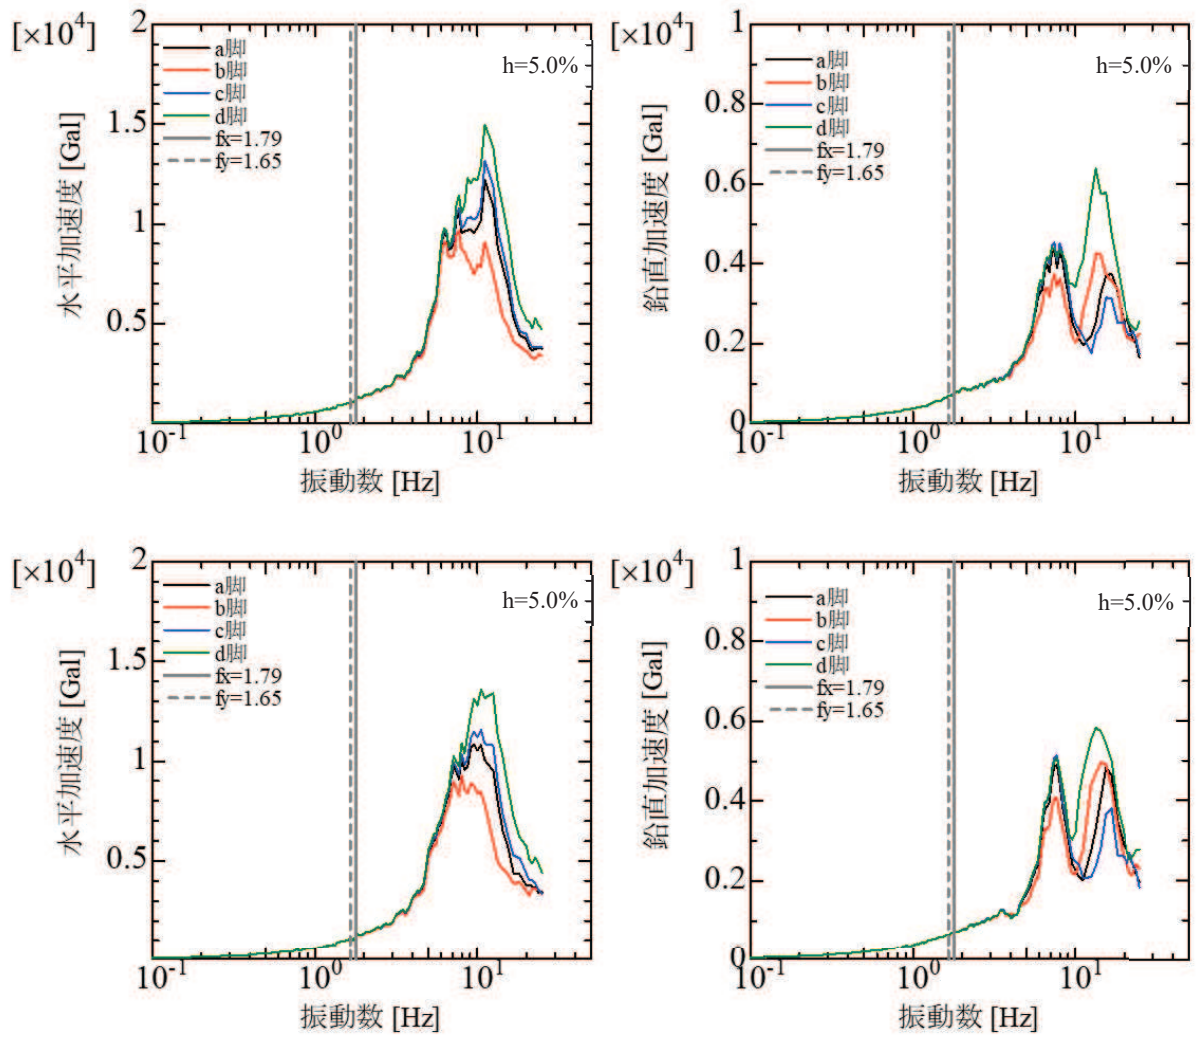 [×10⁴]
2
1.5
1
0.5
水平加速度 [Gal]
a脚
b脚
c脚
d脚
fx=1.79
fy=1.65
h=5.0%
10⁻¹
10⁰
10¹
振動数 [Hz]
[×10⁴]
1
0.8
0.6
0.4
0.2
0
鉛直加速度 [Gal]
a脚
b脚
c脚
d脚
fx=1.79
fy=1.65
h=5.0%
10⁻¹
10⁰
10¹
振動数 [Hz]
[×10⁴]
2
1.5
1
0.5
水平加速度 [Gal]
a脚
b脚
c脚
d脚
fx=1.79
fy=1.65
h=5.0%
10⁻¹
10⁰
10¹
振動数 [Hz]
[×10⁴]
1
0.8
0.6
0.4
0.2
0
鉛直加速度 [Gal]
a脚
b脚
c脚
d脚
fx=1.79
fy=1.65
h=5.0%
10⁻¹
10⁰
10¹
振動数 [Hz]